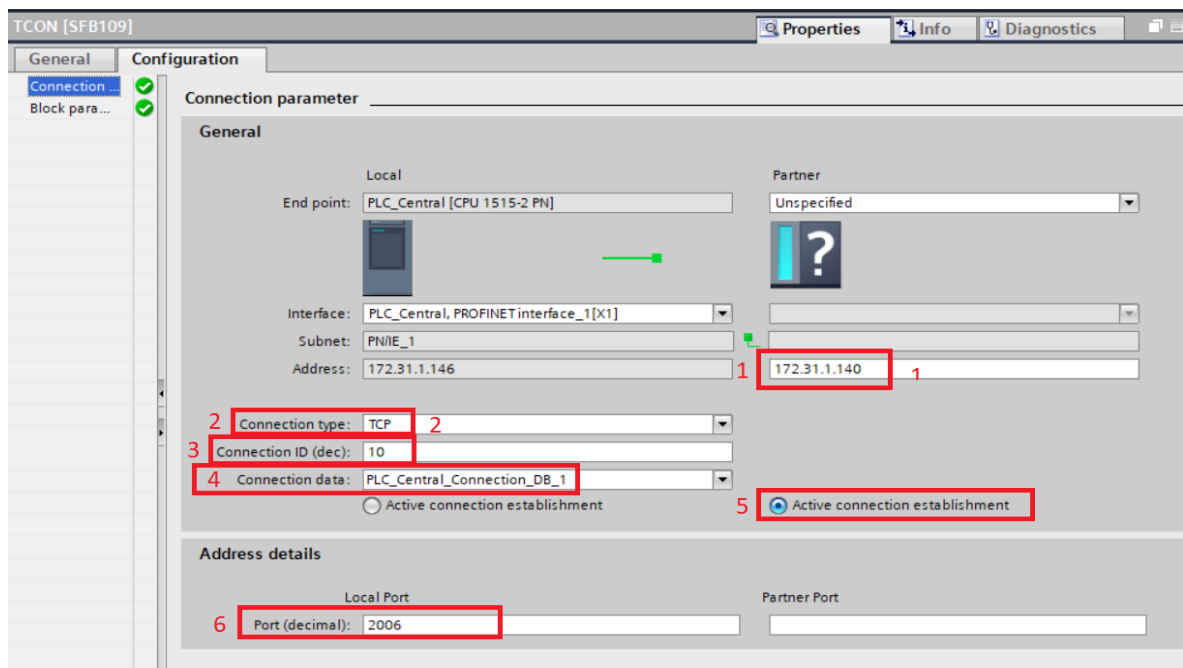 TCON [SFB109]
Properties
Info
Diagnostics
General
Configuration
Connection ...
Block para...
Connection parameter
General
Local
Partner
End point:
PLC_Central [CPU 1515-2 PN]
Unspecified
?
Interface:
PLC_Central, PROFINET interface_1[X1]
Subnet:
PN/IE_1
Address:
172.31.1.146
1
172.31.1.140
1
2
Connection type:
TCP
2
3
Connection ID (dec):
10
4
Connection data:
PLC_Central_Connection_DB_1
Active connection establishment
5
Active connection establishment
Address details
Local Port
Partner Port
6
Port (decimal):
2006